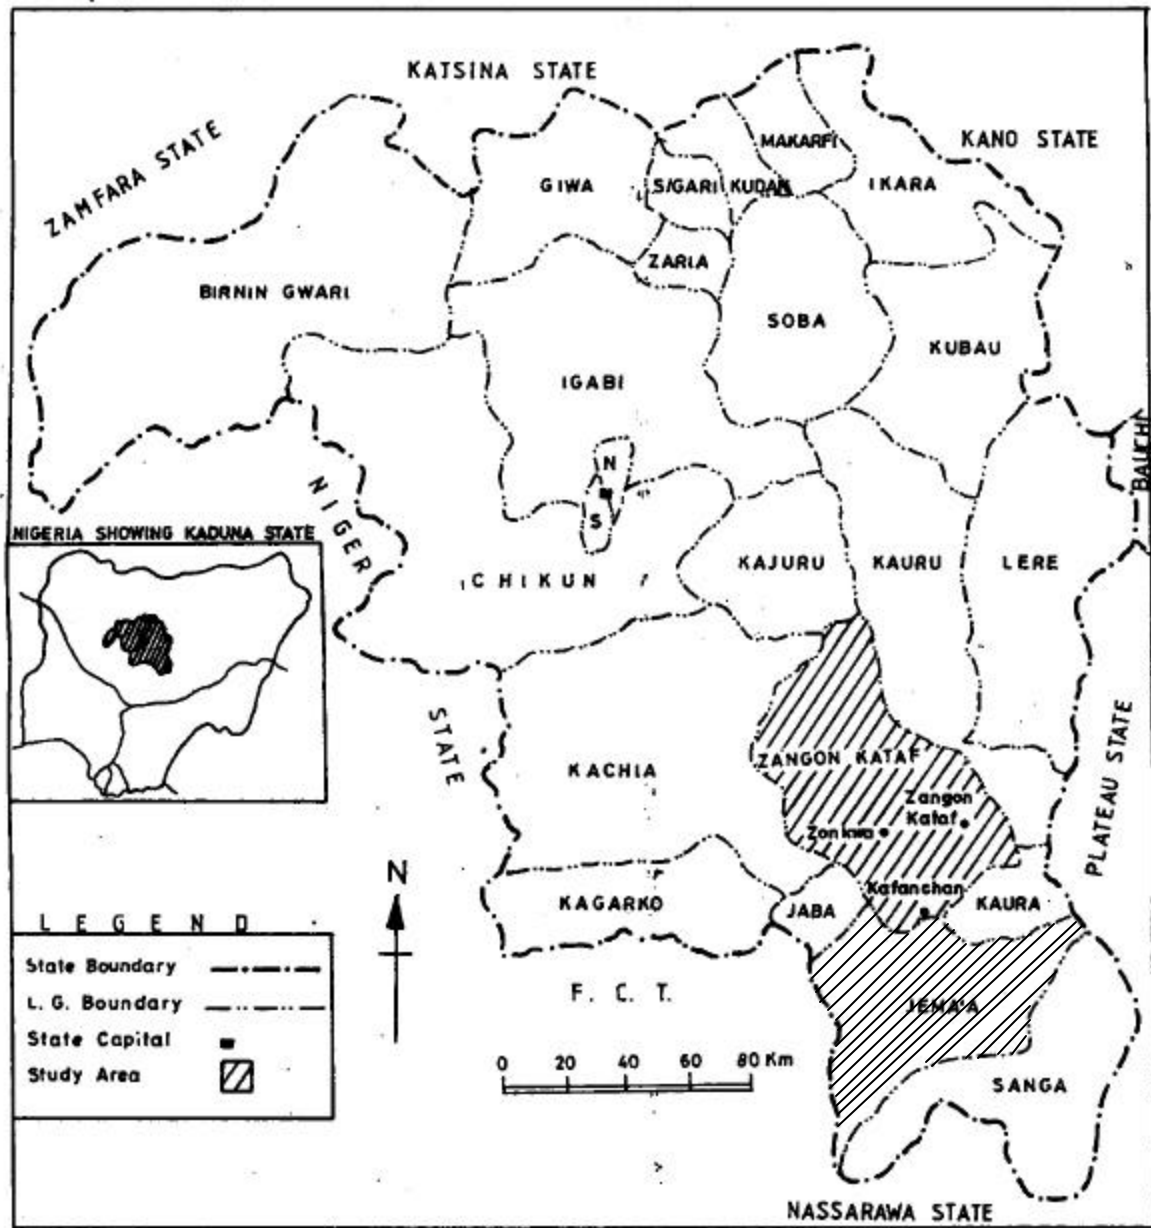 KATSINA STATE
ZAMFARA STATE
KANO STATE
MAKARFI
GIWA
S/GARI
KUDAN
IKARA
ZARIA
BIRNIN GWARI
SOBA
KUBAU
IGABI
BAUCHI
N
S
NIGER
NIGERIA SHOWING KADUNA STATE
CHIKUN
KAJURU
KAURU
LERE
STATE
PLATEAU STATE
KACHIA
ZANGON KATAF
Zangon
Kataf
Zonkwa
N
Kafanchan
KAGARKO
JABA
KAURA
LEGEND
State Boundary
L. G. Boundary
State Capital
Study Area
F. C. T.
JEMA'A
0 20 40 60 80 Km
SANGA
NASSARAWA STATE